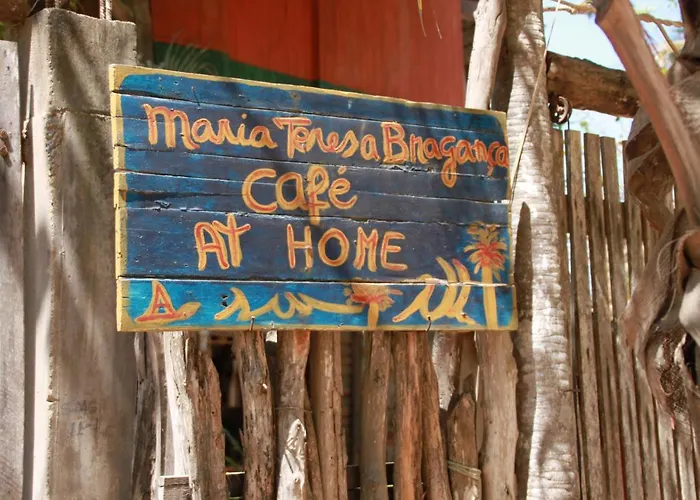 Maria Teresa Bragança
Café
AT HOME